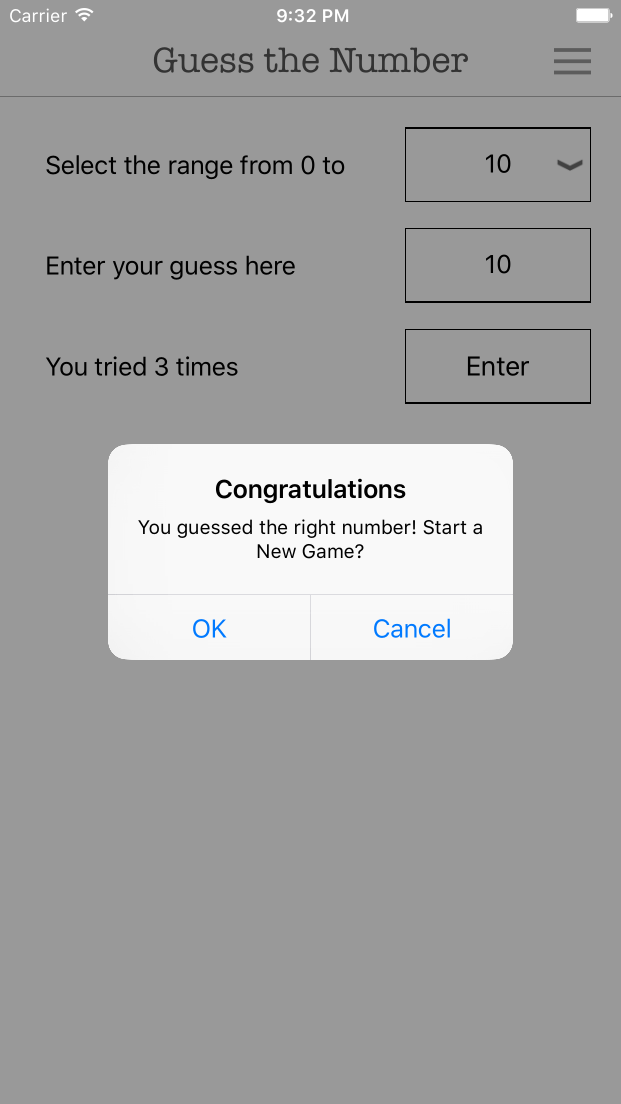 Carrier 9:32 PM
Guess the Number
Select the range from 0 to 10
Enter your guess here 10
You tried 3 times Enter
Congratulations
You guessed the right number! Start a
New Game?
OK Cancel